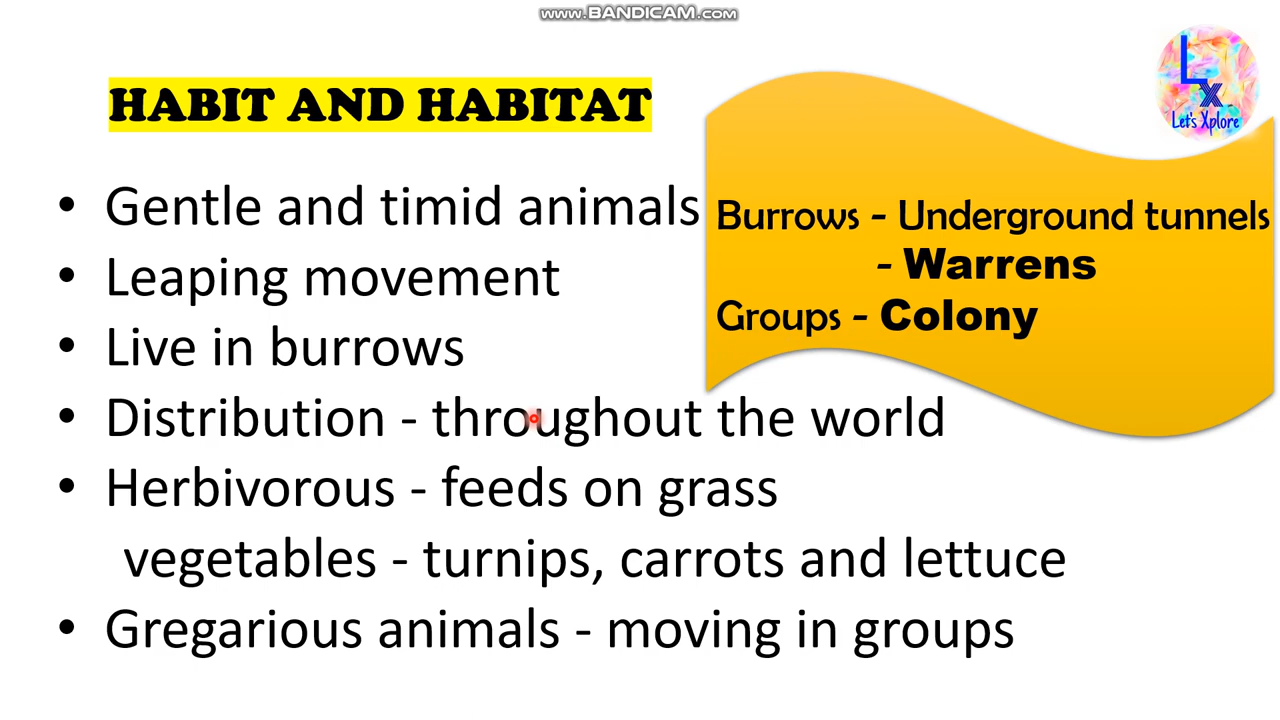 www.BANDICAM.com
Lx
Let's Xplore
HABIT AND HABITAT
• Gentle and timid animals
• Leaping movement
• Live in burrows
• Distribution - throughout the world
• Herbivorous - feeds on grass
vegetables - turnips, carrots and lettuce
• Gregarious animals - moving in groups
Burrows - Underground tunnels
- Warrens
Groups - Colony